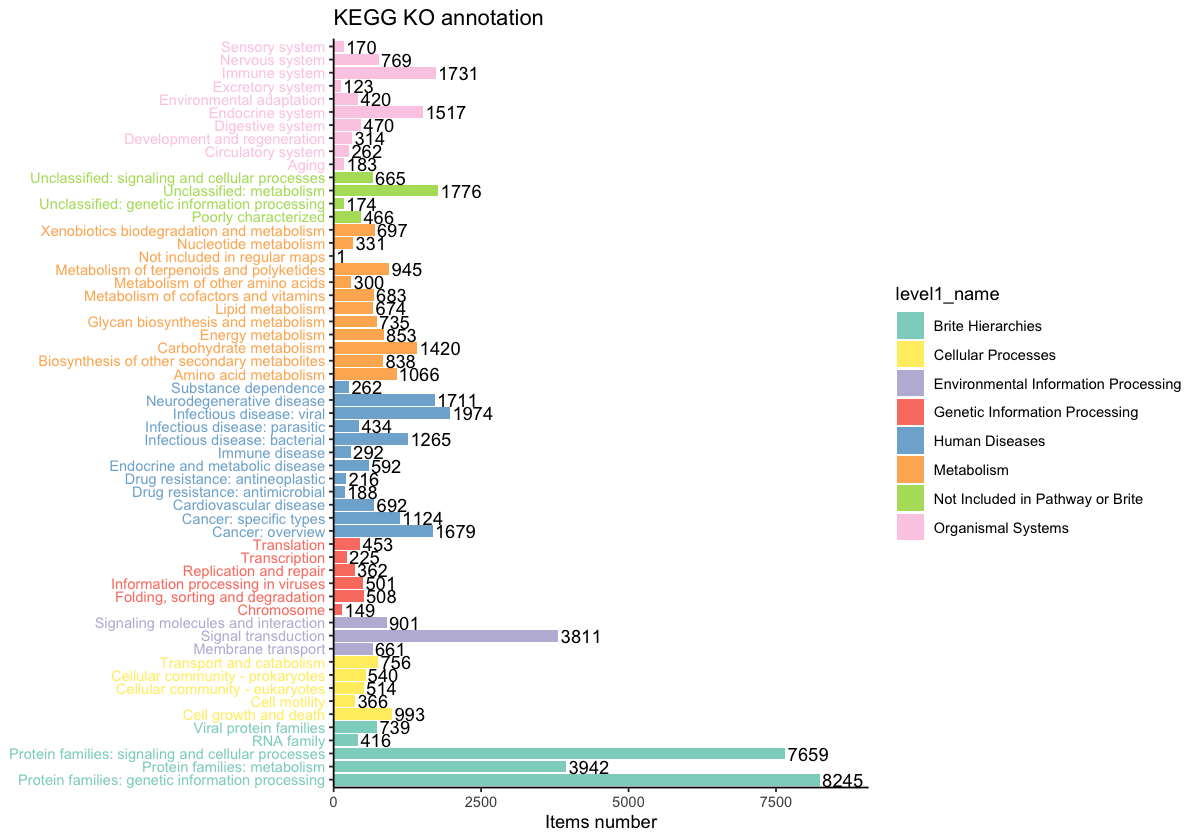 KEGG KO annotation
Sensory system 170
Nervous system 769
Immune system 1731
Excretory system 123
Environmental adaptation 420
Endocrine system 1517
Digestive system 470
Development and regeneration 314
Circulatory system 262
Aging 183
Unclassified: signaling and cellular processes 665
Unclassified: metabolism 1776
Unclassified: genetic information processing 174
Poorly characterized 466
Xenobiotics biodegradation and metabolism 697
Nucleotide metabolism 331
Not included in regular maps 1
Metabolism of terpenoids and polyketides 945
Metabolism of other amino acids 300
Metabolism of cofactors and vitamins 683
Lipid metabolism 674
Glycan biosynthesis and metabolism 735
Energy metabolism 853
Carbohydrate metabolism 1420
Biosynthesis of other secondary metabolites 838
Amino acid metabolism 1066
Substance dependence 262
Neurodegenerative disease 1711
Infectious disease: viral 1974
Infectious disease: parasitic 434
Infectious disease: bacterial 1265
Immune disease 292
Endocrine and metabolic disease 592
Drug resistance: antineoplastic 216
Drug resistance: antimicrobial 188
Cardiovascular disease 692
Cancer: specific types 1124
Cancer: overview 1679
Translation 453
Transcription 225
Replication and repair 362
Information processing in viruses 501
Folding, sorting and degradation 508
Chromosome 149
Signaling molecules and interaction 901
Signal transduction 3811
Membrane transport 661
Transport and catabolism 756
Cellular community - prokaryotes 540
Cellular community - eukaryotes 514
Cell motility 366
Cell growth and death 993
Viral protein families 739
RNA family 416
Protein families: signaling and cellular processes 7659
Protein families: metabolism 3942
Protein families: genetic information processing 8245
0 2500 5000 7500
Items number
level1_name
Brite Hierarchies
Cellular Processes
Environmental Information Processing
Genetic Information Processing
Human Diseases
Metabolism
Not Included in Pathway or Brite
Organismal Systems